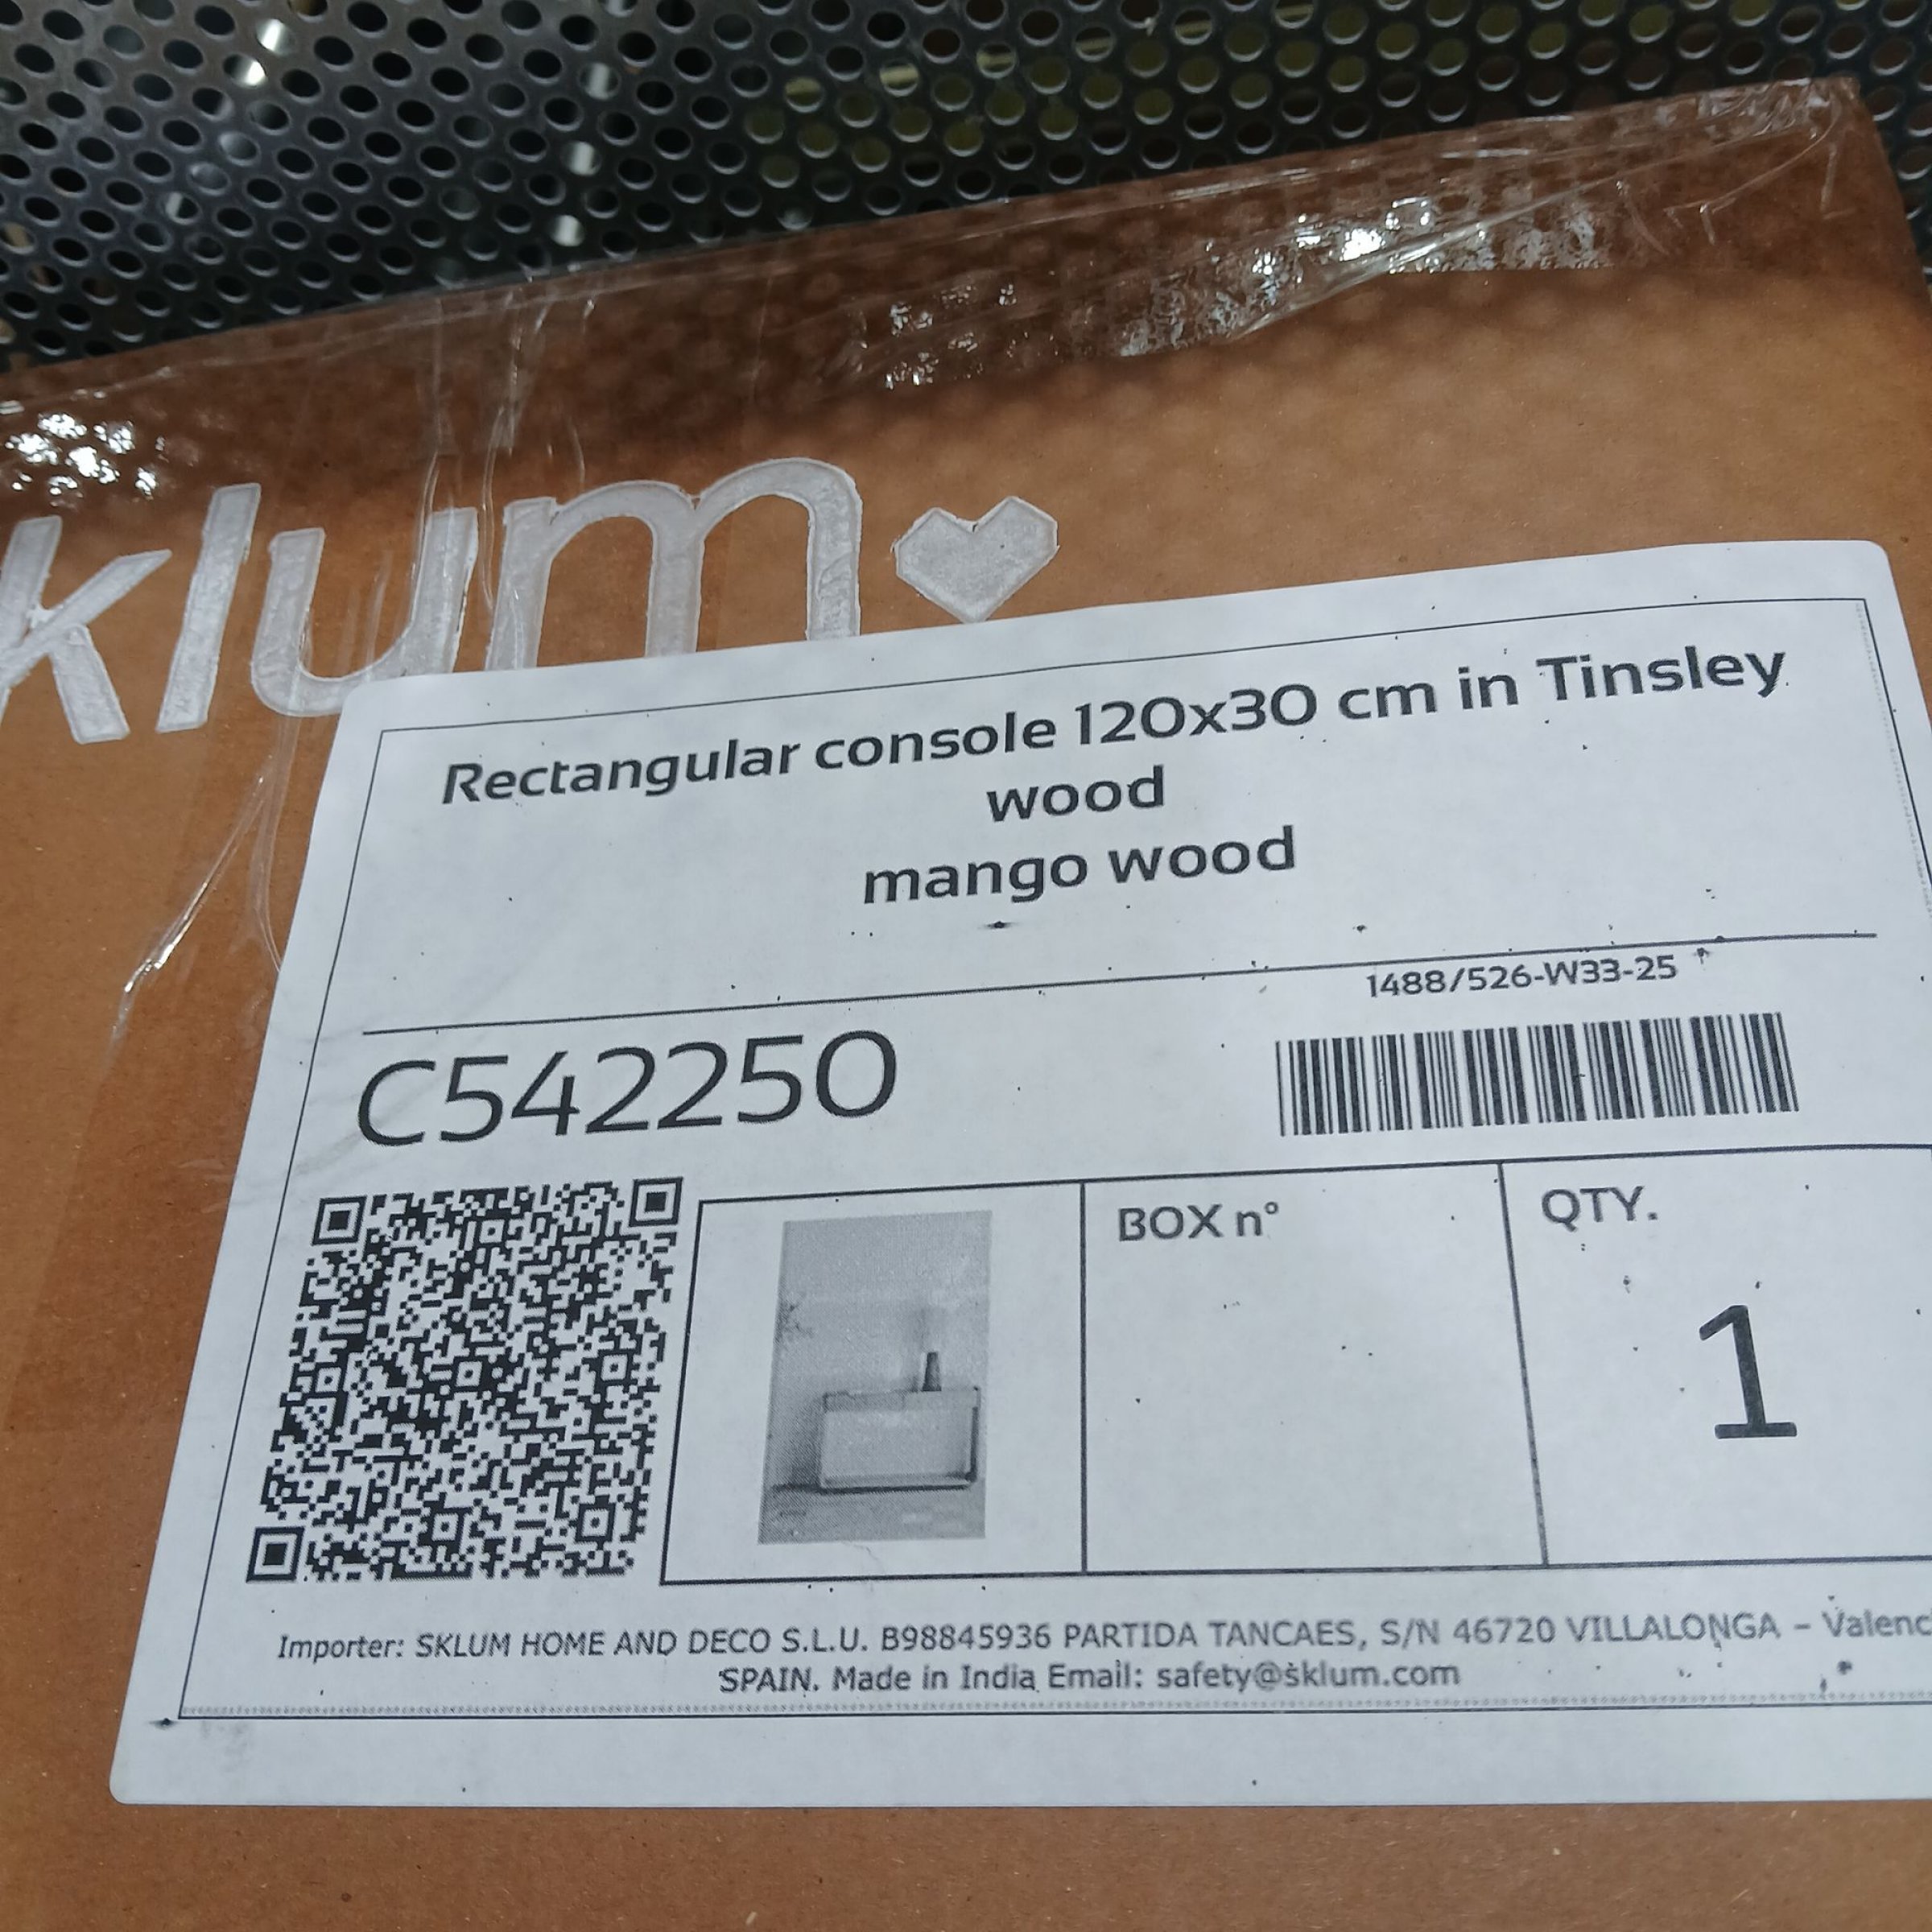 klum
Rectangular console 120x30 cm in Tinsley
wood
mango wood
1488/526-W33-25
C542250
BOX nº
QTY.
1
Importer: SKLUM HOME AND DECO S.L.U. B98845936 PARTIDA TANCAES, S/N 46720 VILLALONGA – Valenc
SPAIN. Made in India Email: safety@sklum.com